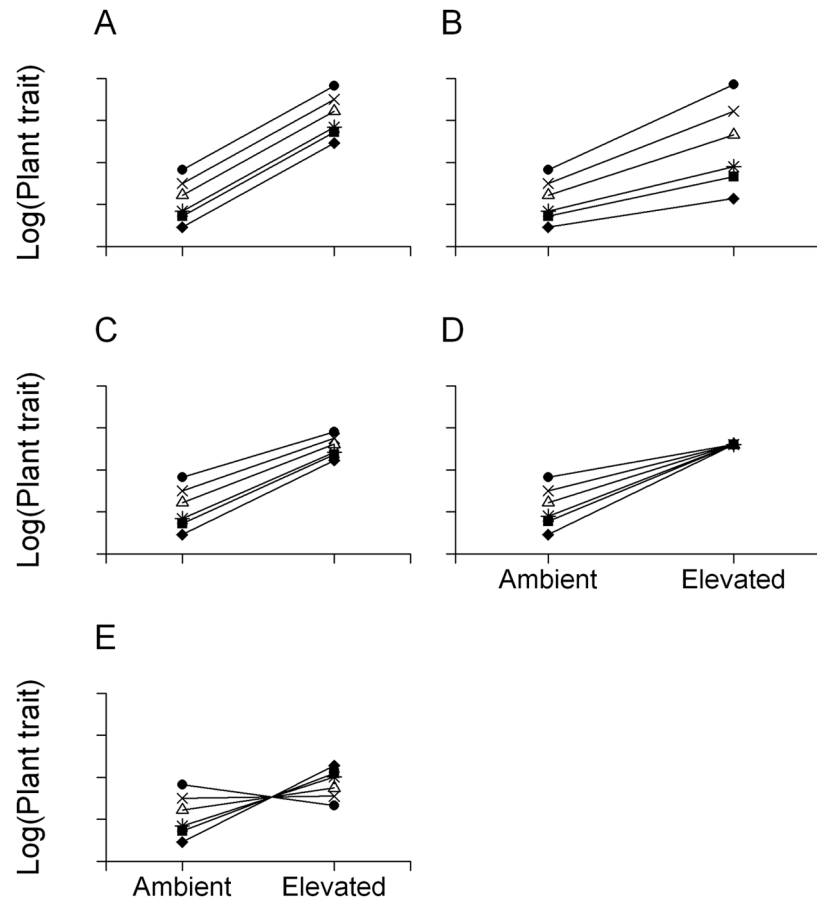 A
B
Log(Plant trait)
C
D
Log(Plant trait)
Ambient Elevated
E
Log(Plant trait)
Ambient Elevated